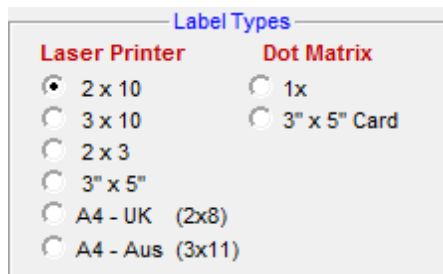 Label Types
Laser Printer    Dot Matrix
2 x 10    1x
3 x 10    3" x 5" Card
2 x 3
3" x 5"
A4 - UK (2x8)
A4 - Aus (3x11)